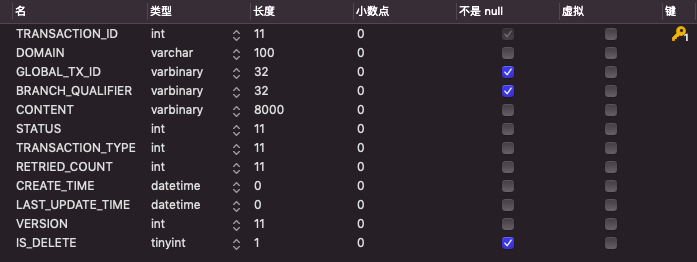 名 类型 长度 小数点 不是 null 虚拟 键
TRANSACTION_ID int 11 0 1
DOMAIN varchar 100 0
GLOBAL_TX_ID varbinary 32 0
BRANCH_QUALIFIER varbinary 32 0
CONTENT varbinary 8000 0
STATUS int 11 0
TRANSACTION_TYPE int 11 0
RETRIED_COUNT int 11 0
CREATE_TIME datetime 0 0
LAST_UPDATE_TIME datetime 0 0
VERSION int 11 0
IS_DELETE tinyint 1 0